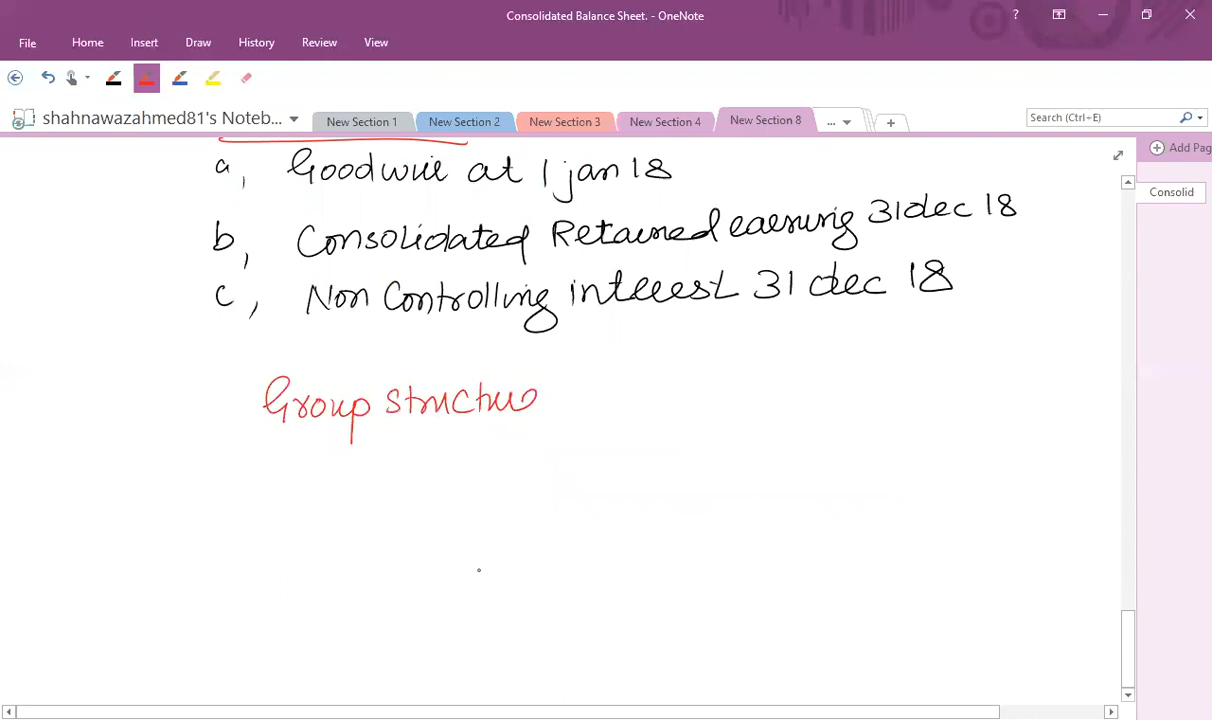 Consolidated Balance Sheet. - OneNote
?
File Home Insert Draw History Review View
shahnawazahmed81's Noteb... New Section 1 New Section 2 New Section 3 New Section 4 New Section 8 ... + Search (Ctrl+E)
Add Pag
Consolid
a, Goodwill at 1 jan 18
b, Consolidated Retained earning 31 dec 18
c, Non Controlling interest 31 dec 18
Group structure